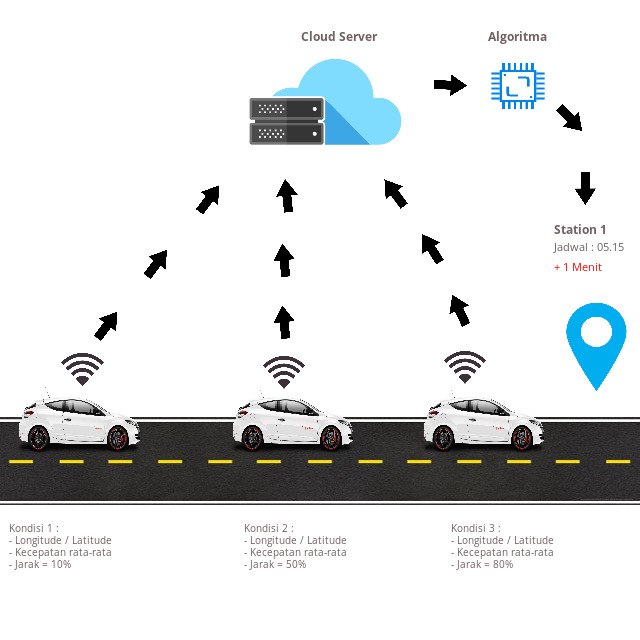 Cloud Server
Algoritma
Station 1
Jadwal : 05.15
+ 1 Menit
Kondisi 1 :
- Longitude / Latitude
- Kecepatan rata-rata
- Jarak = 10%
Kondisi 2 :
- Longitude / Latitude
- Kecepatan rata-rata
- Jarak = 50%
Kondisi 3 :
- Longitude / Latitude
- Kecepatan rata-rata
- Jarak = 80%